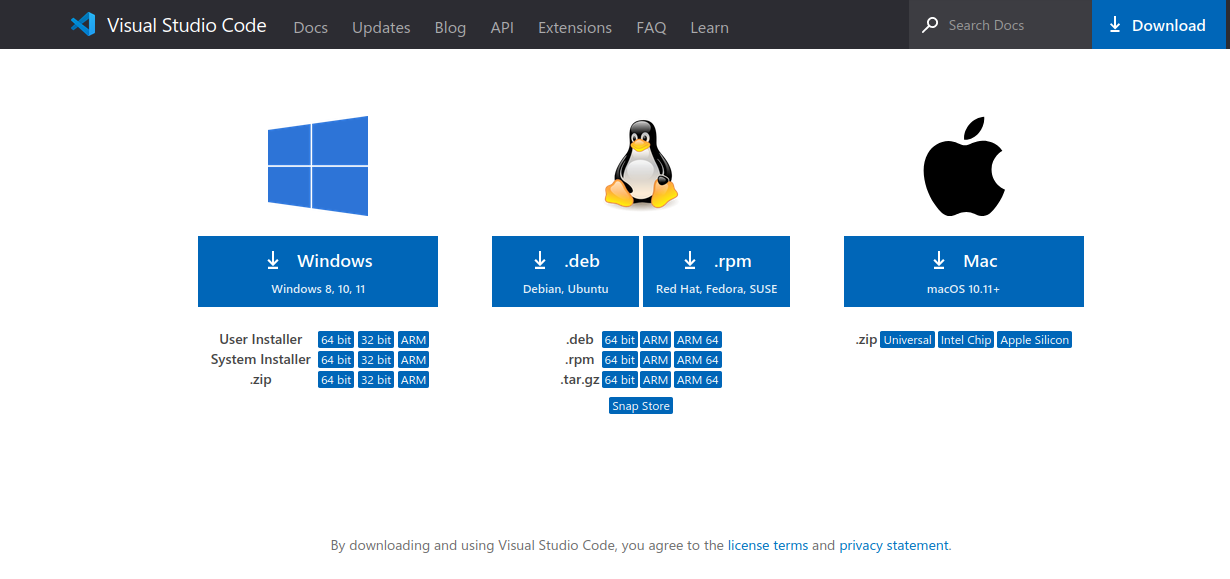 Visual Studio Code Docs Updates Blog API Extensions FAQ Learn Search Docs Download
Windows
Windows 8, 10, 11
.deb
Debian, Ubuntu
.rpm
Red Hat, Fedora, SUSE
Mac
macOS 10.11+
User Installer 64 bit 32 bit ARM
System Installer 64 bit 32 bit ARM
.zip 64 bit 32 bit ARM
.deb 64 bit ARM ARM 64
.rpm 64 bit ARM ARM 64
.tar.gz 64 bit ARM ARM 64
Snap Store
.zip Universal Intel Chip Apple Silicon
By downloading and using Visual Studio Code, you agree to the license terms and privacy statement.